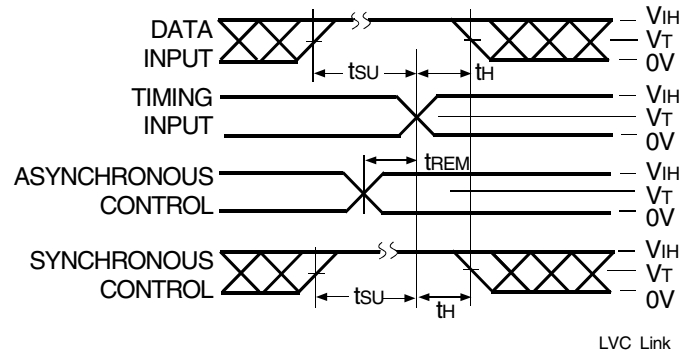 DATA
INPUT
VIH
VT
0V
tSU
tH
TIMING
INPUT
VIH
VT
0V
tREM
ASYNCHRONOUS
CONTROL
VIH
VT
0V
SYNCHRONOUS
CONTROL
VIH
VT
0V
tSU
tH
LVC Link